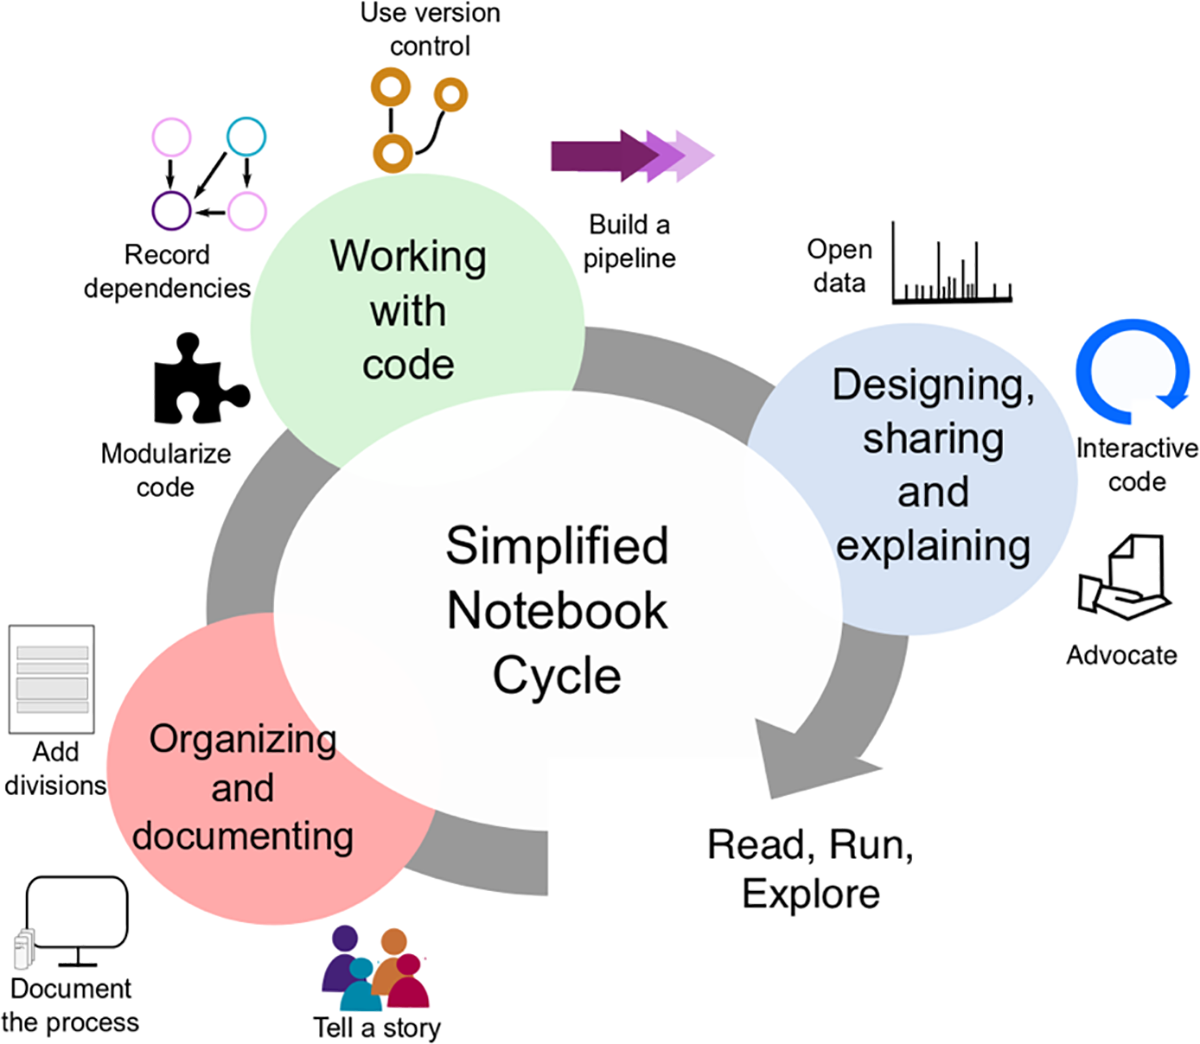 Use version
control
Record
dependencies
Build a
pipeline
Working
with
code
Modularize
code
Open
data
Designing,
sharing
and
explaining
Interactive
code
Advocate
Simplified
Notebook
Cycle
Add
divisions
Organizing
and
documenting
Document
the process
Tell a story
Read, Run,
Explore